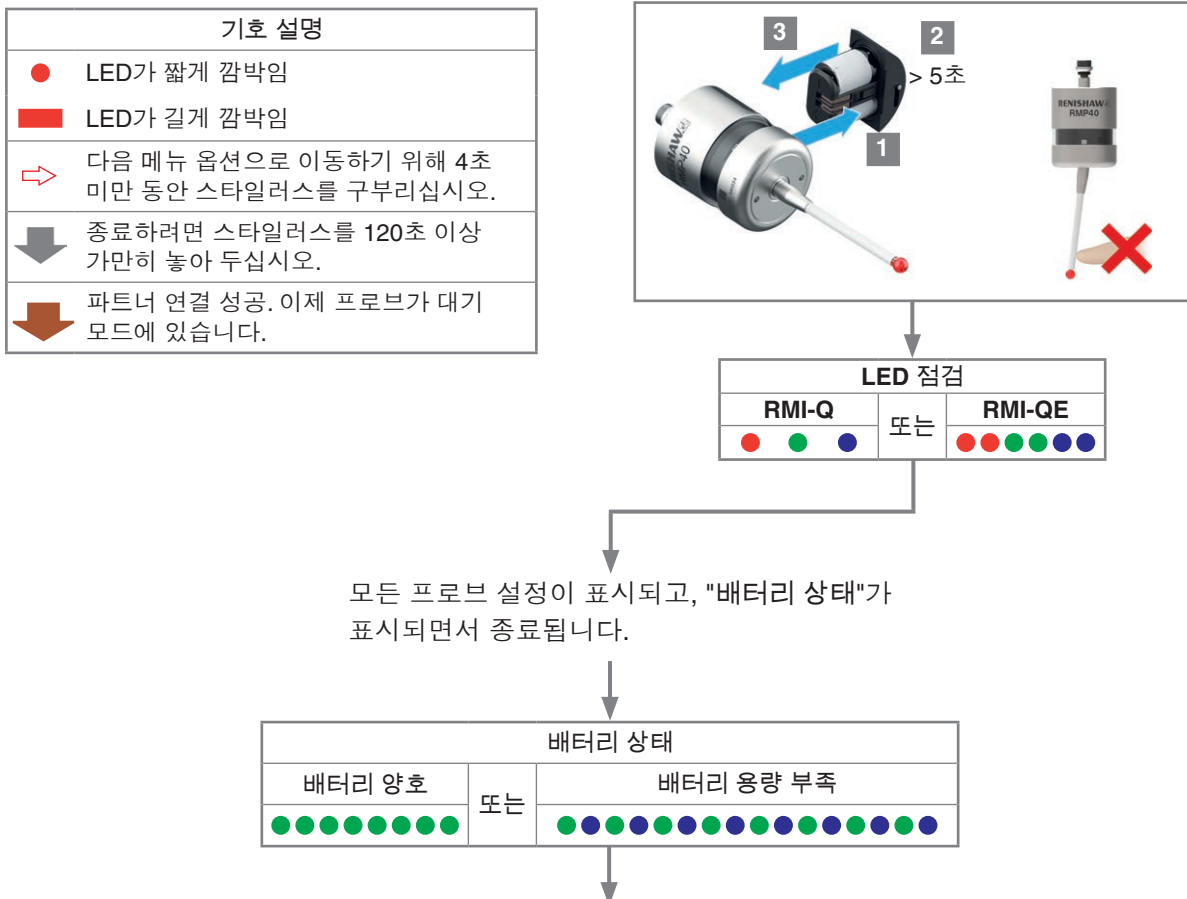 기호 설명
LED가 짧게 깜박임
LED가 길게 깜박임
다음 메뉴 옵션으로 이동하기 위해 4초
미만 동안 스타일러스를 구부리십시오.
종료하려면 스타일러스를 120초 이상
가만히 놓아 두십시오.
파트너 연결 성공. 이제 프로브가 대기
모드에 있습니다.
3
2
> 5초
1
RENISHAW
RMP40
LED 점검
RMI-Q
또는
RMI-QE
모든 프로브 설정이 표시되고, "배터리 상태"가
표시되면서 종료됩니다.
배터리 상태
배터리 양호
또는
배터리 용량 부족